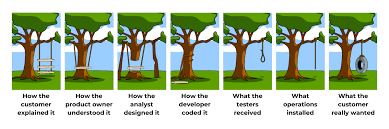 How the
customer
explained it
How the
product owner
understood it
How the
analyst
designed it
How the
developer
coded it
What the
testers
received
What
operations
installed
What the
customer
really wanted